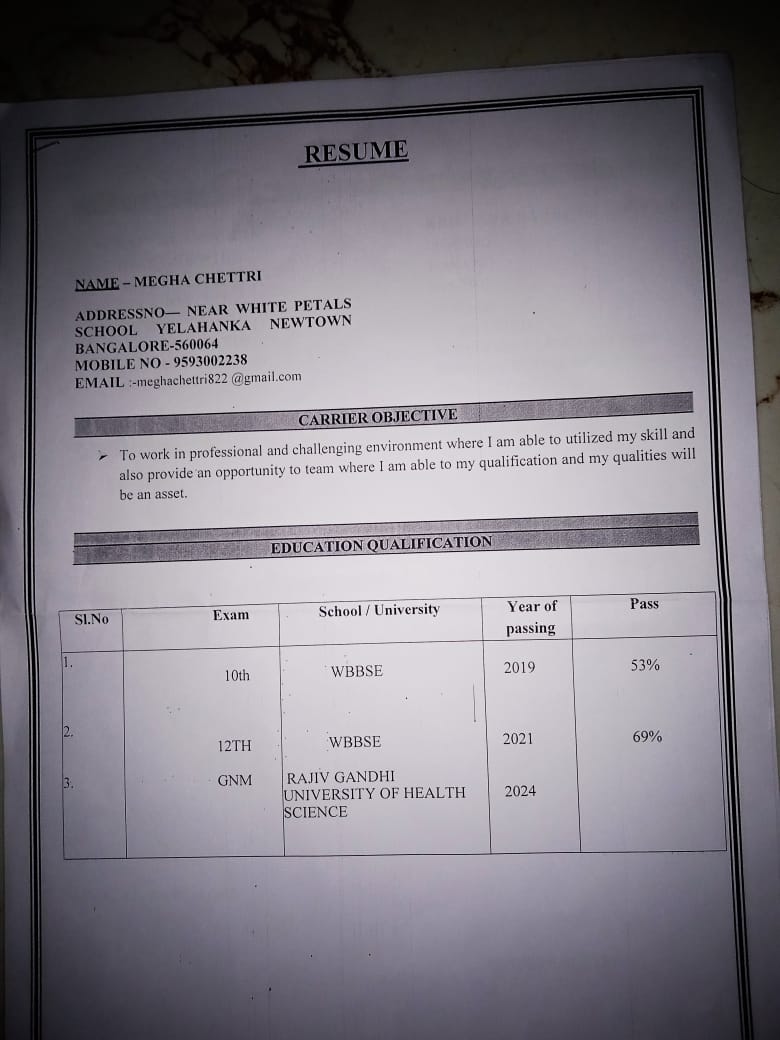 RESUME
NAME – MEGHA CHETTRI
ADDRESSNO— NEAR WHITE PETALS
SCHOOL YELAHANKA NEWTOWN
BANGALORE-560064
MOBILE NO - 9593002238
EMAIL :-meghachettri822 @gmail.com
CARRIER OBJECTIVE
➢ To work in professional and challenging environment where I am able to utilized my skill and
also provide an opportunity to team where I am able to my qualification and my qualities will
be an asset.
EDUCATION QUALIFICATION
Sl.No Exam School / University Year of passing Pass
1. 10th WBBSE 2019 53%
2. 12TH WBBSE 2021 69%
3. GNM RAJIV GANDHI
UNIVERSITY OF HEALTH 2024
SCIENCE